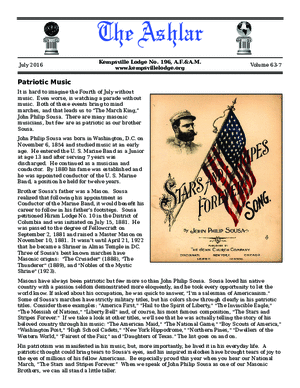 The Ashlar
Kempsville Lodge No. 196, A.F.&A.M.
July 2016
www.kempsvillelodge.org
Volume 63-7
Patriotic Music
It is hard to imagine the Fourth of July without
music. Even worse, is watching a parade without
music. Both of these events bring to mind
marches, and that leads us to "The March King,"
John Philip Sousa. There are many masonic
musicians, but few are as patriotic as our brother
Sousa.
John Philip Sousa was born in Washington, D.C. on
November 6, 1854 and studied music at an early
age. He entered the U. S. Marine Band as a Junior
at age 13 and after serving 7 years was
discharged. He continued as a musician and
conductor. By 1880 his fame was established and
he was appointed conductor of the U. S. Marine
Band, a position he held for twelve years.
Brother Sousa's father was a Mason. Sousa
realized that following his appointment as
Conductor of the Marine Band, it would benefit his
career to follow in his father's footsteps. Sousa
petitioned Hiram Lodge No. 10 in the District of
Columbia and was initiated on July 15, 1881. He
was passed to the degree of Fellowcraft on
September 2, 1881 and raised a Master Mason on
November 10, 1881. It wasn't until April 21, 1922
that he became a Shriner in Almas Temple in DC.
Three of Sousa's best known marches have
Masonic origins: "The Crusader" (1888), "The
Thunderer" (1889), and "Nobles of the Mystic
Shrine" (1923).
STARS AND STRIPES
FOREVER
SONG
BY JOHN PHILIP SOUSA
THE JOHN CHURCH COMPANY
CINCINNATI NEW YORK CHICAGO
Masons have always been patriotic but few more so than John Philip Sousa. Sousa loved his native
country with a passion seldom demonstrated more eloquently, and he took every opportunity to let the
world know. If asked about his occupation, he was quick to answer, "I'm a salesman of Americanism."
Some of Sousa's marches have strictly military titles, but his colors show through clearly in his patriotic
titles. Consider these examples: "America First," "Hail to the Spirit of Liberty," "The Invincible Eagle,"
"The Messiah of Nations," "Liberty Bell" and, of course, his most famous composition, "The Stars and
Stripes Forever." If we take a look at other titles, we'll see that he was actually telling the story of his
beloved country through his music: "The American Maid," "The National Game," "Boy Scouts of America,"
"Washington Post," "High School Cadets," "New York Hippodrome," "Northern Pines," "Dwellers of the
Western World," "Fairest of the Fair," and "Daughters of Texas." The list goes on and on.
His patriotism was manifested in his music, but, more importantly, he lived it in his everyday life. A
patriotic thought could bring tears to Sousa's eyes, and his inspired melodies have brought tears of joy to
the eyes of millions of his fellow Americans. Be especially proud this year when you hear our National
March, "The Stars and Stripes Forever." When we speak of John Philip Sousa as one of our Masonic
Brothers, we can all stand a little taller.